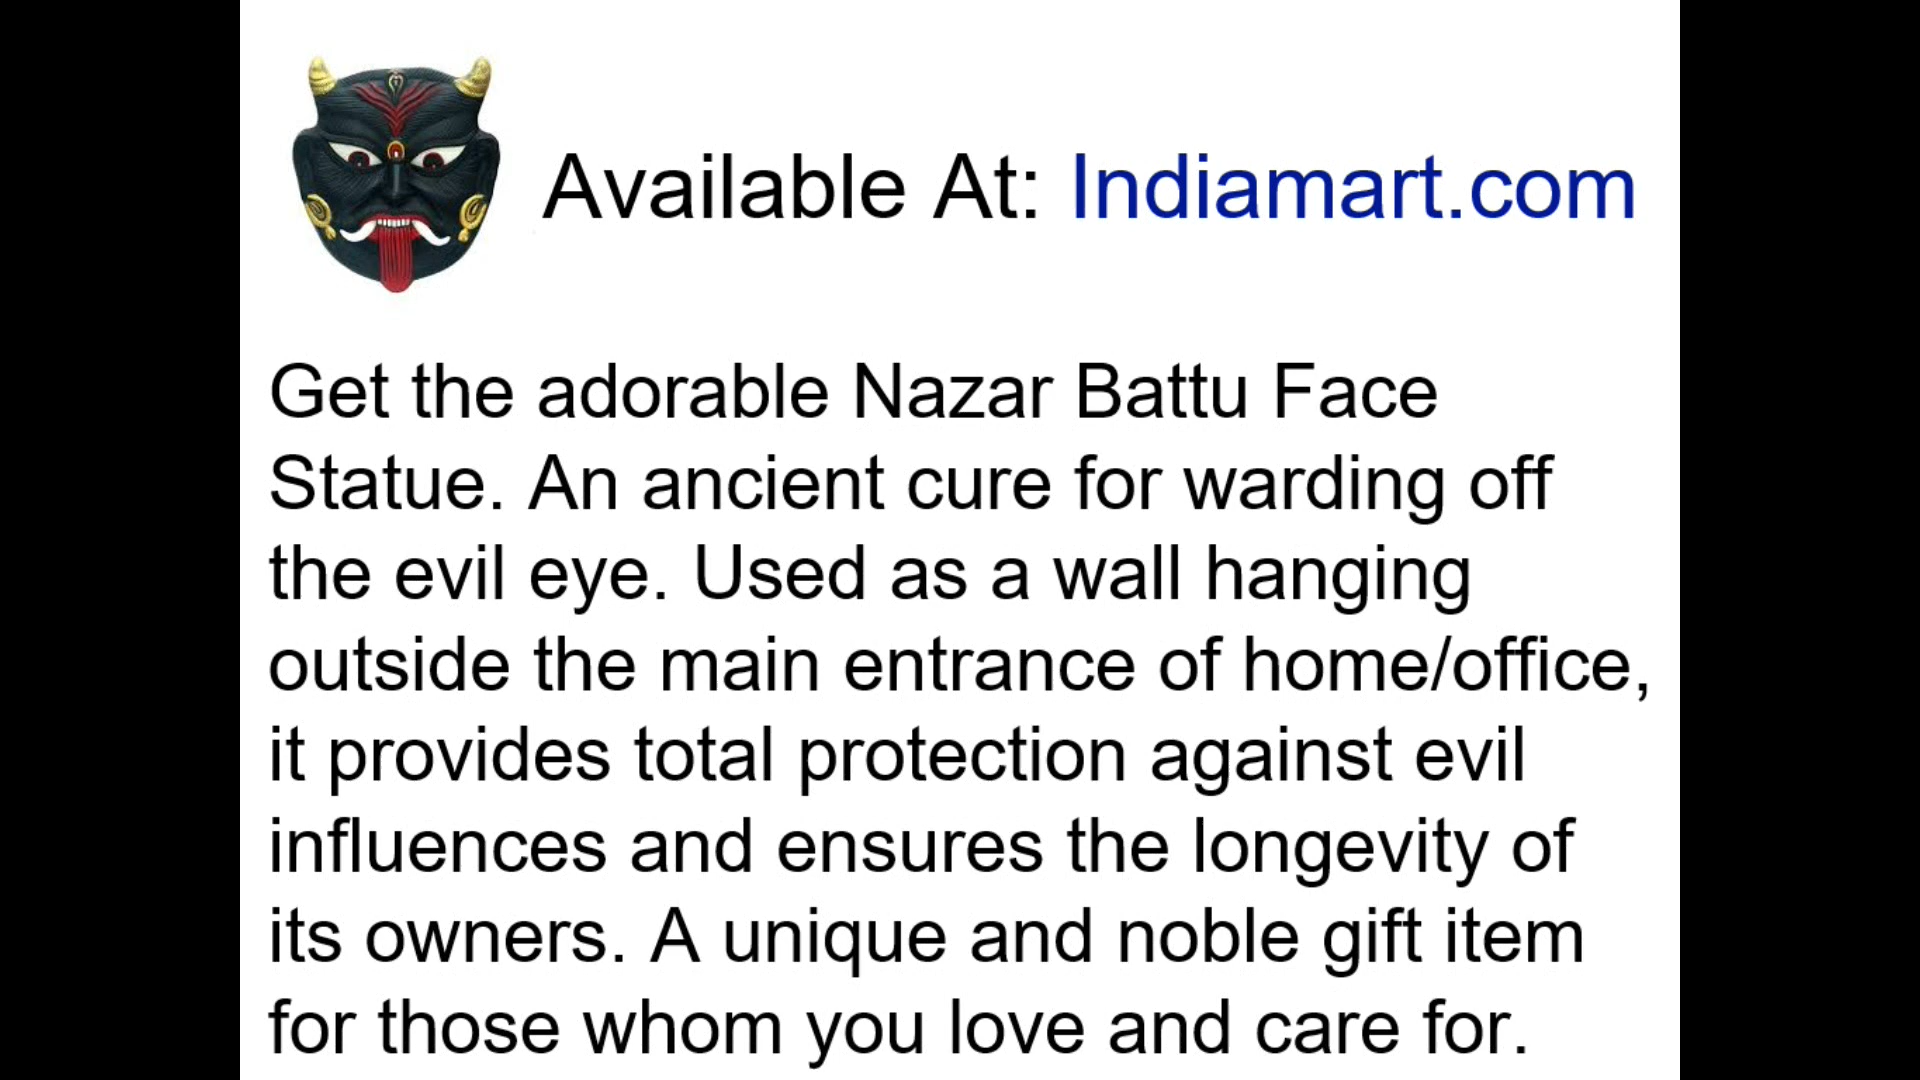 Available At: Indiamart.com
Get the adorable Nazar Battu Face
Statue. An ancient cure for warding off
the evil eye. Used as a wall hanging
outside the main entrance of home/office,
it provides total protection against evil
influences and ensures the longevity of
its owners. A unique and noble gift item
for those whom you love and care for.